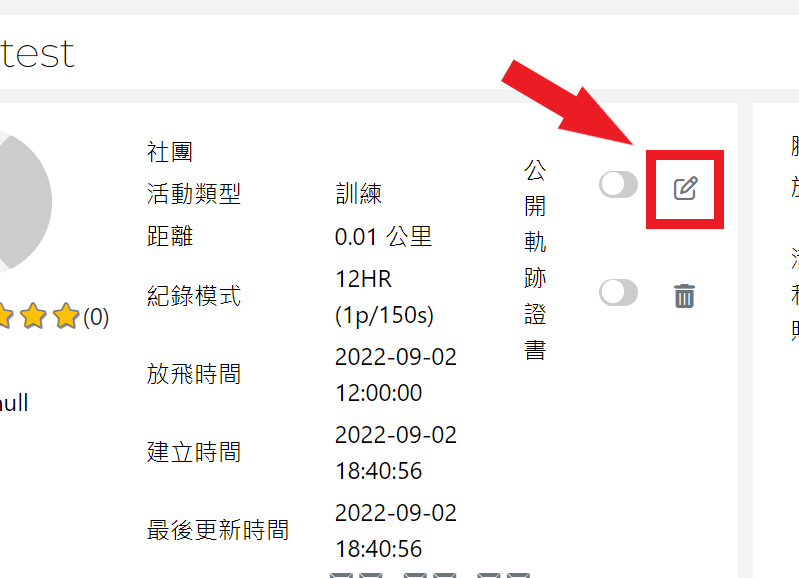 test
社團
活動類型 訓練
距離 0.01 公里
紀錄模式 12HR
(1p/150s)
放飛時間 2022-09-02
12:00:00
建立時間 2022-09-02
18:40:56
最後更新時間 2022-09-02
18:40:56
公
開
軌
跡
證
書
(0)
null